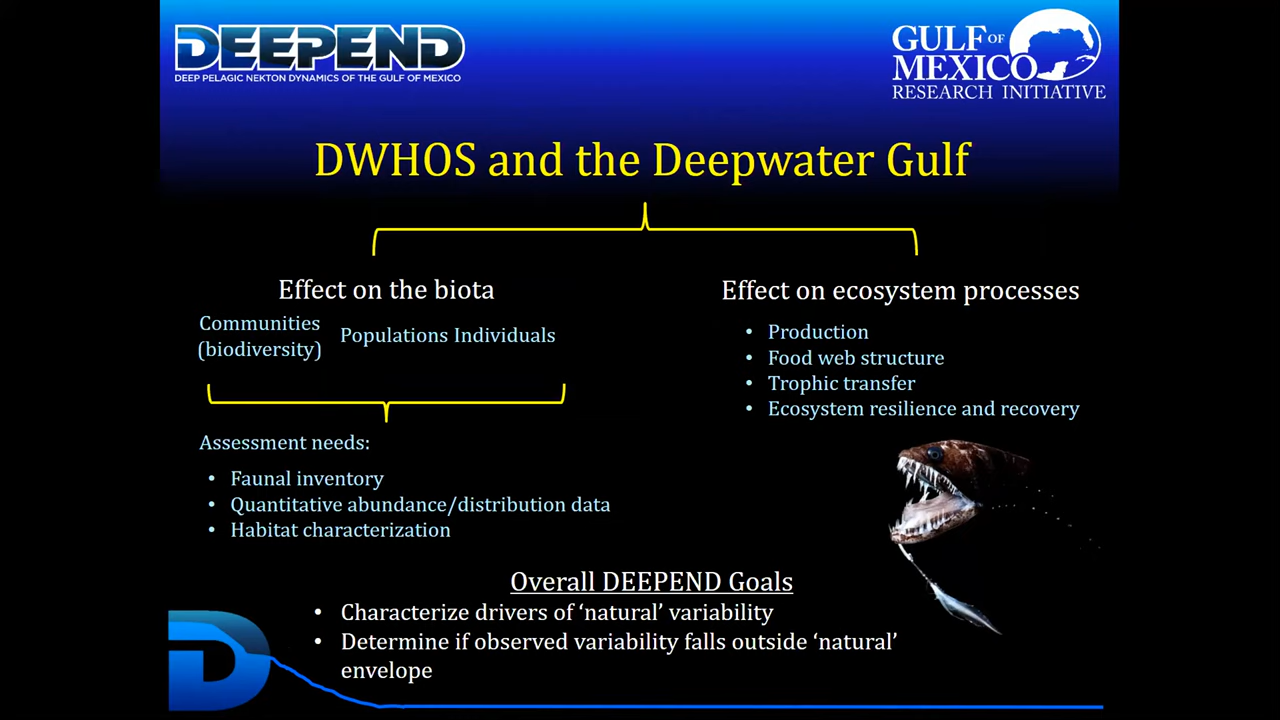 DEEPEND
DEEP PELAGIC NEKTON DYNAMICS OF THE GULF OF MEXICO
GULF OF
MEXICO
RESEARCH INITIATIVE
DWHOS and the Deepwater Gulf
Effect on the biota
Communities
(biodiversity)
Populations Individuals
Assessment needs:
• Faunal inventory
• Quantitative abundance/distribution data
• Habitat characterization
Effect on ecosystem processes
• Production
• Food web structure
• Trophic transfer
• Ecosystem resilience and recovery
Overall DEEPEND Goals
• Characterize drivers of ‘natural’ variability
• Determine if observed variability falls outside ‘natural’
envelope
D